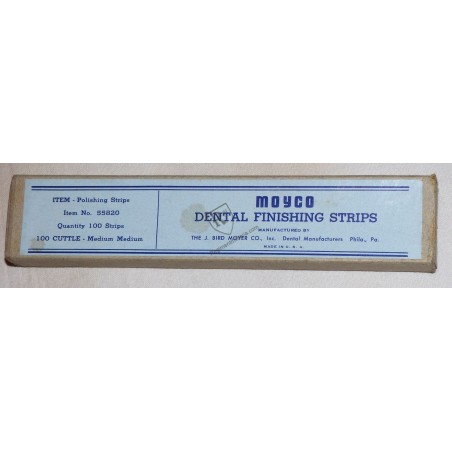 ITEM - Polishing Strips
Item No. 55620
Quantity 100 Strips
100 CUTTLE - Medium Medium
moyco
DENTAL FINISHING STRIPS
MANUFACTURED BY
THE J. BIRD MOYER CO., Inc. Dental Manufacturers Phila., Pa.
MADE IN U. S. A.